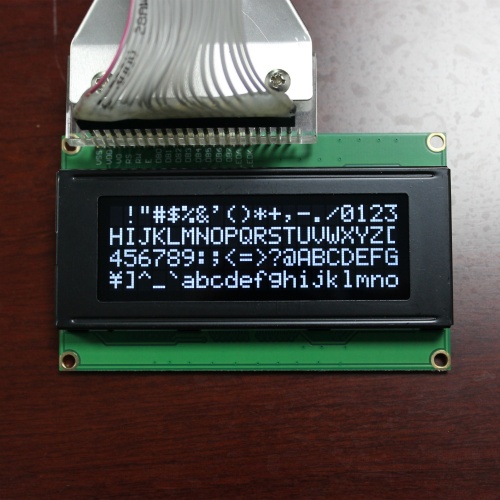 !"#$%&'()*+,-./0123
HIJKLMNOPQRSTUVWXYZ[
456789:;<=>?@ABCDEFG
¥]^_`abcdefghijklmno